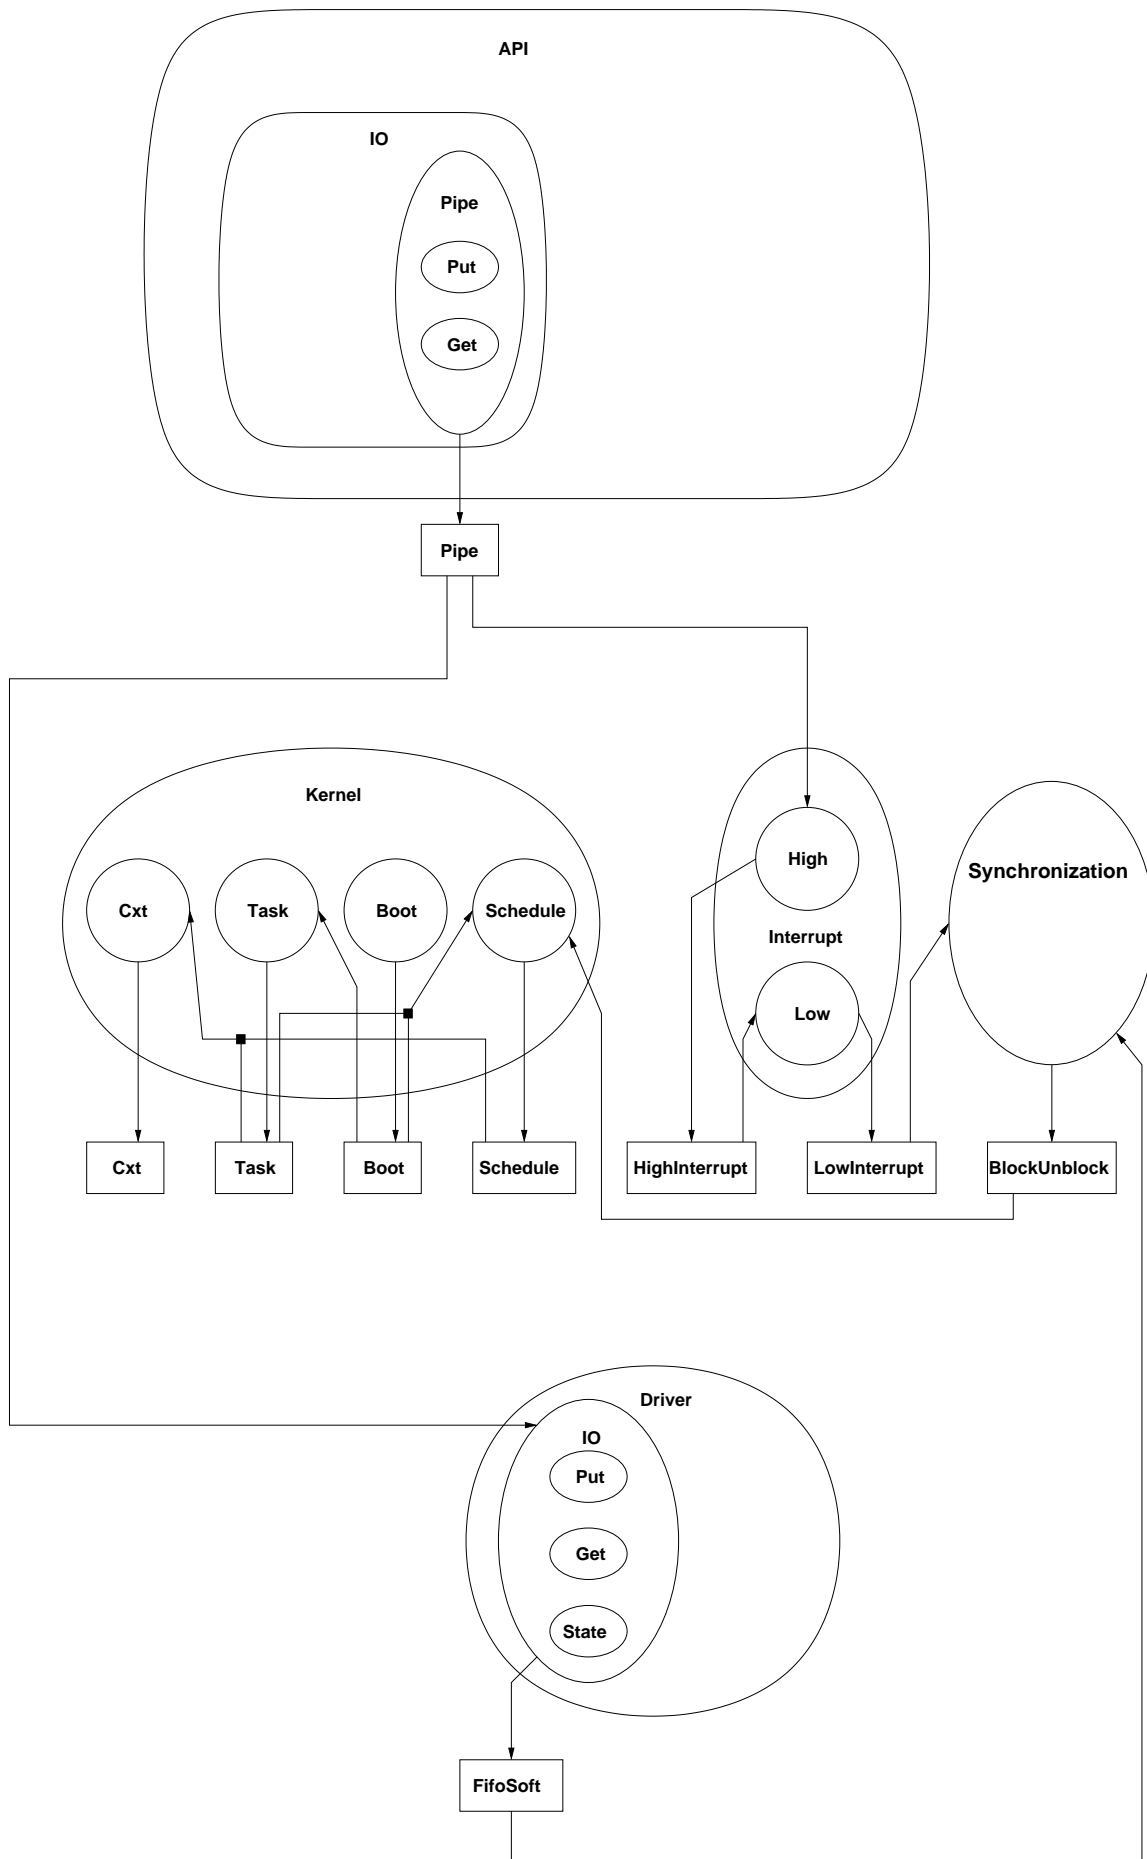 API
IO
Pipe
Put
Get
Pipe
Kernel
Cxt
Task
Boot
Schedule
High
Interrupt
Low
Synchronization
Cxt
Task
Boot
Schedule
HighInterrupt
LowInterrupt
BlockUnblock
Driver
IO
Put
Get
State
FifoSoft